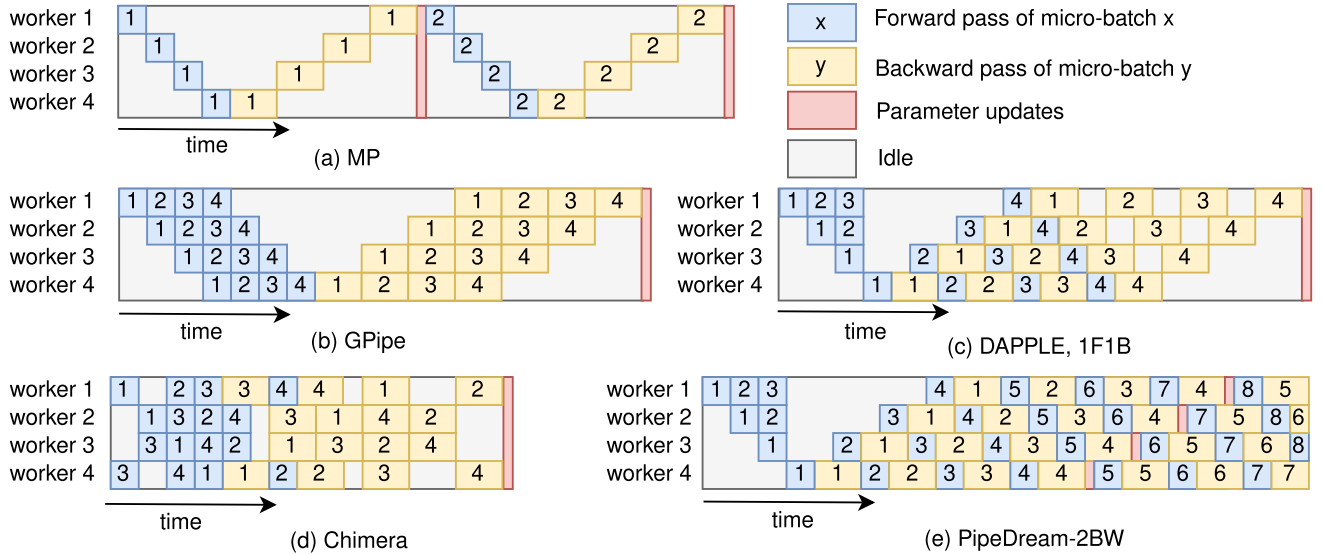 worker 1 1 1 2 2
worker 2 1 1 2 2
worker 3 1 1 2 2
worker 4 1 1 2 2
time
(a) MP
x Forward pass of micro-batch x
y Backward pass of micro-batch y
Parameter updates
Idle
worker 1 1 2 3 4 1 2 3 4
worker 2 1 2 3 4 1 2 3 4
worker 3 1 2 3 4 1 2 3 4
worker 4 1 2 3 4 1 2 3 4
time
(b) GPipe
worker 1 1 2 3 4 1 2 3 4
worker 2 1 2 3 1 4 2 3 4
worker 3 1 2 1 3 2 4 3 4
worker 4 1 1 2 2 3 3 4 4
time
(c) DAPPLE, 1F1B
worker 1 1 2 3 3 4 4 1 2
worker 2 1 3 2 4 3 1 4 2
worker 3 3 1 4 2 1 3 2 4
worker 4 3 4 1 1 2 2 3 4
time
(d) Chimera
worker 1 1 2 3 4 1 5 2 6 3 7 4 8 5
worker 2 1 2 3 1 4 2 5 3 6 4 7 5 8 6
worker 3 1 2 1 3 2 4 3 5 4 6 5 7 6 8
worker 4 1 1 2 2 3 3 4 4 5 5 6 6 7 7
time
(e) PipeDream-2BW